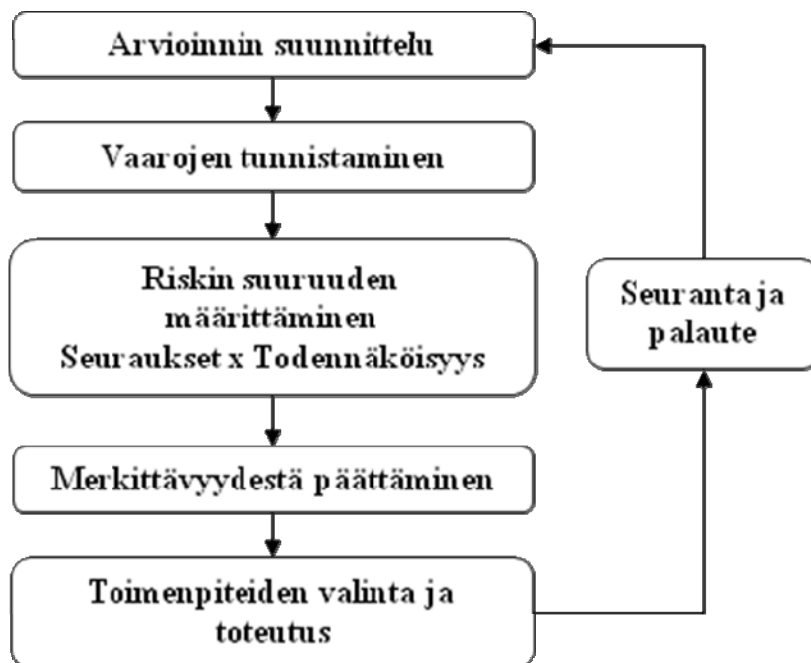 Arvioinnin suunnittelu
Vaarojen tunnistaminen
Riskin suuruuden
määrittäminen
Seuraukset x Todennäköisyys
Merkittävyydestä päättäminen
Toimenpiteiden valinta ja
toteutus
Seuranta ja
palaute